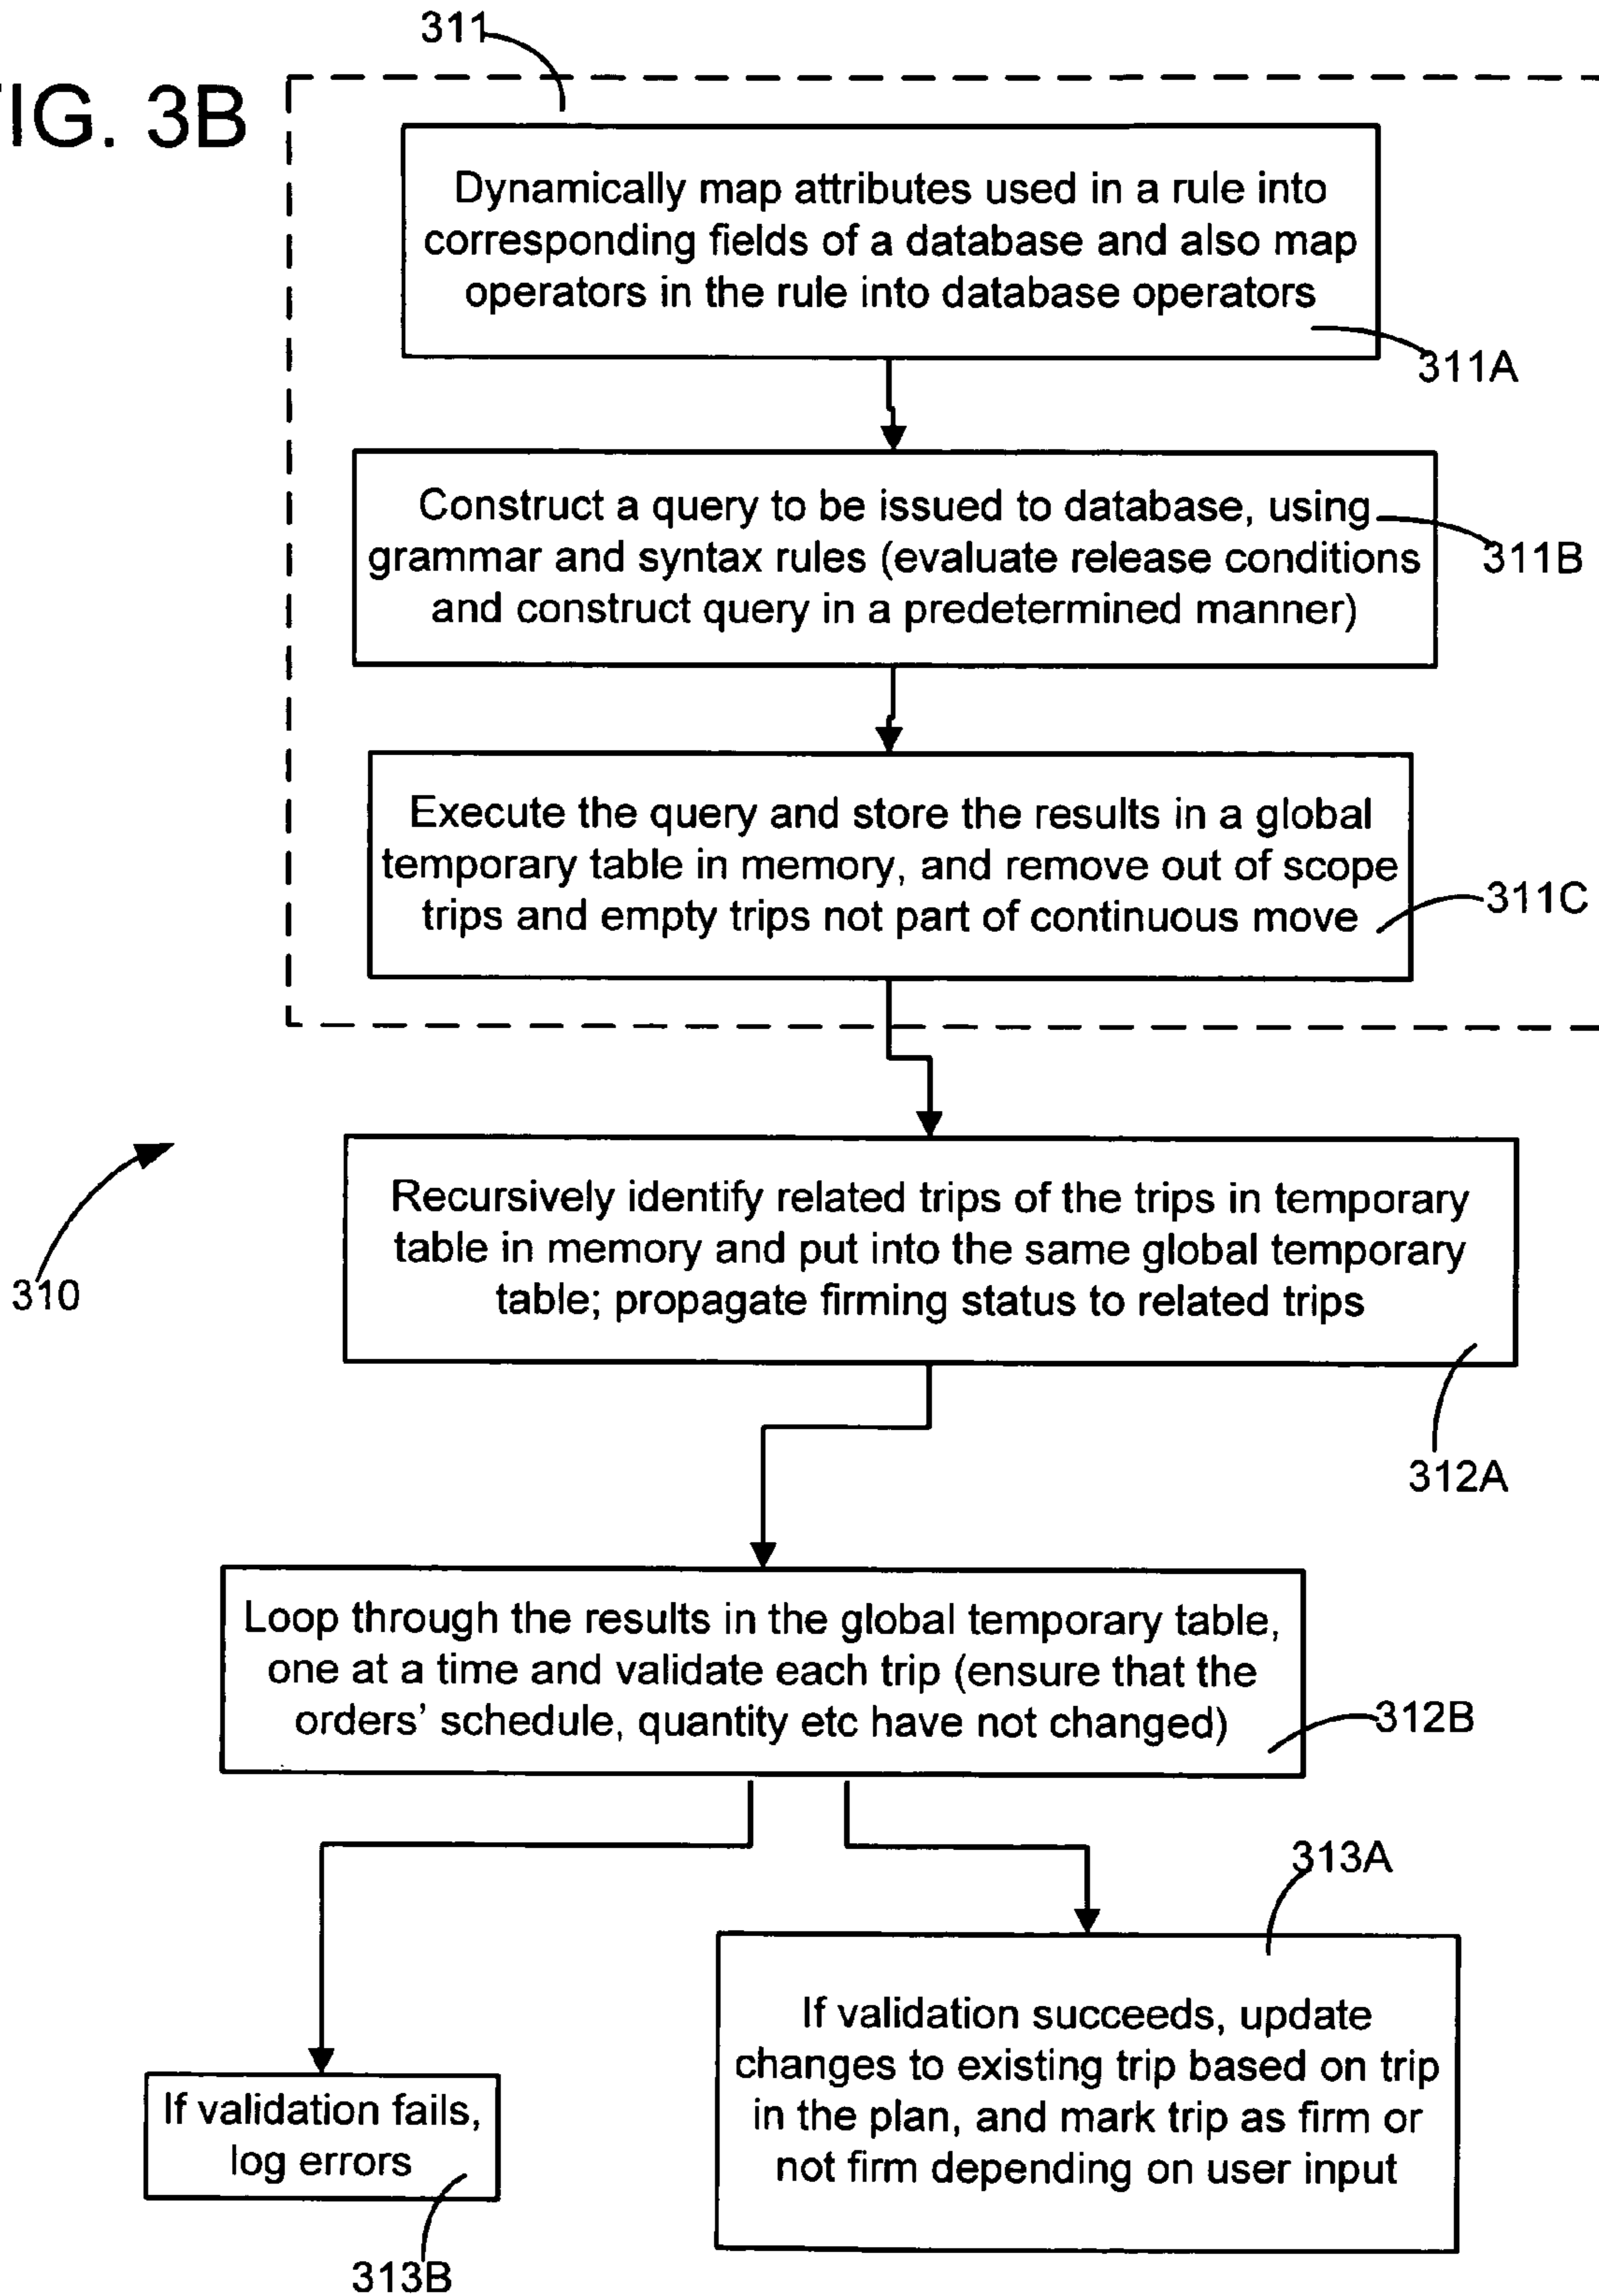 311
IG. 3B
Dynamically map attributes used in a rule into
corresponding fields of a database and also map
operators in the rule into database operators
311A
Construct a query to be issued to database, using
grammar and syntax rules (evaluate release conditions
and construct query in a predetermined manner)
311B
Execute the query and store the results in a global
temporary table in memory, and remove out of scope
trips and empty trips not part of continuous move
311C
Recursively identify related trips of the trips in temporary
table in memory and put into the same global temporary
table; propagate firming status to related trips
310
312A
Loop through the results in the global temporary table,
one at a time and validate each trip (ensure that the
orders’ schedule, quantity etc have not changed)
312B
313A
If validation succeeds, update
changes to existing trip based on trip
in the plan, and mark trip as firm or
not firm depending on user input
If validation fails,
log errors
313B